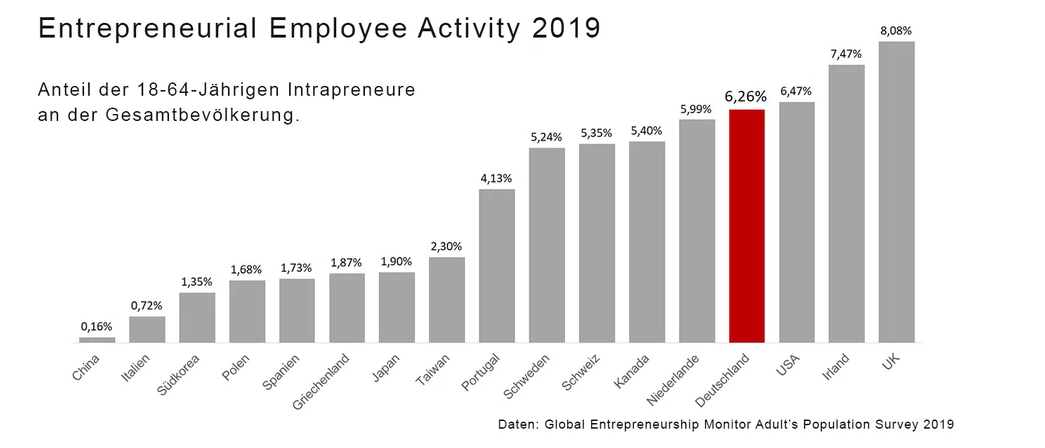 Entrepreneurial Employee Activity 2019
Anteil der 18-64-Jährigen Intrapreneure
an der Gesamtbevölkerung.
0,16%
0,72%
1,35%
1,68%
1,73%
1,87%
1,90%
2,30%
4,13%
5,24%
5,35%
5,40%
5,99%
6,26%
6,47%
7,47%
8,08%
China
Italien
Südkorea
Polen
Spanien
Griechenland
Japan
Taiwan
Portugal
Schweden
Schweiz
Kanada
Niederlande
Deutschland
USA
Irland
UK
Daten: Global Entrepreneurship Monitor Adult's Population Survey 2019